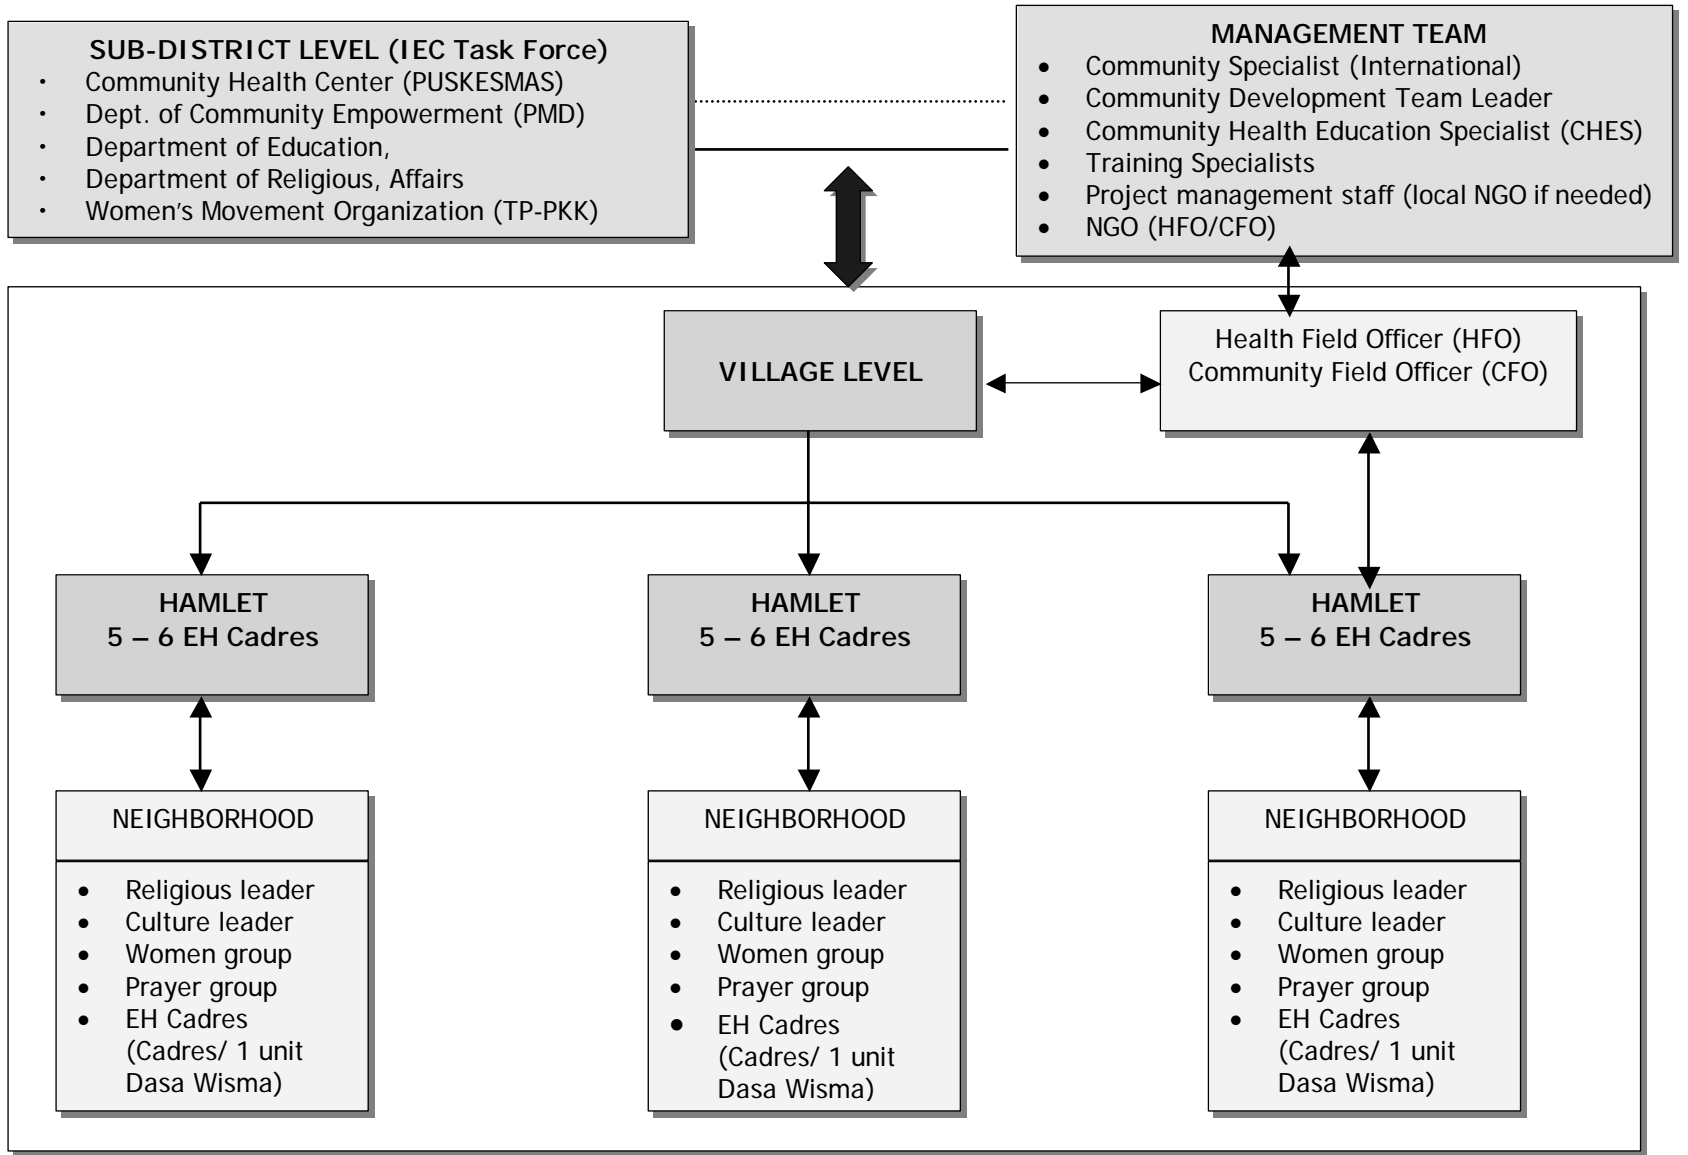 SUB-DISTRICT LEVEL (IEC Task Force)
· Community Health Center (PUSKESMAS)
· Dept. of Community Empowerment (PMD)
· Department of Education,
· Department of Religious, Affairs
· Women's Movement Organization (TP-PKK)
MANAGEMENT TEAM
• Community Specialist (International)
• Community Development Team Leader
• Community Health Education Specialist (CHES)
• Training Specialists
• Project management staff (local NGO if needed)
• NGO (HFO/CFO)
VILLAGE LEVEL
Health Field Officer (HFO)
Community Field Officer (CFO)
HAMLET
5 – 6 EH Cadres
HAMLET
5 – 6 EH Cadres
HAMLET
5 – 6 EH Cadres
NEIGHBORHOOD
• Religious leader
• Culture leader
• Women group
• Prayer group
• EH Cadres
(Cadres/ 1 unit
Dasa Wisma)
NEIGHBORHOOD
• Religious leader
• Culture leader
• Women group
• Prayer group
• EH Cadres
(Cadres/ 1 unit
Dasa Wisma)
NEIGHBORHOOD
• Religious leader
• Culture leader
• Women group
• Prayer group
• EH Cadres
(Cadres/ 1 unit
Dasa Wisma)